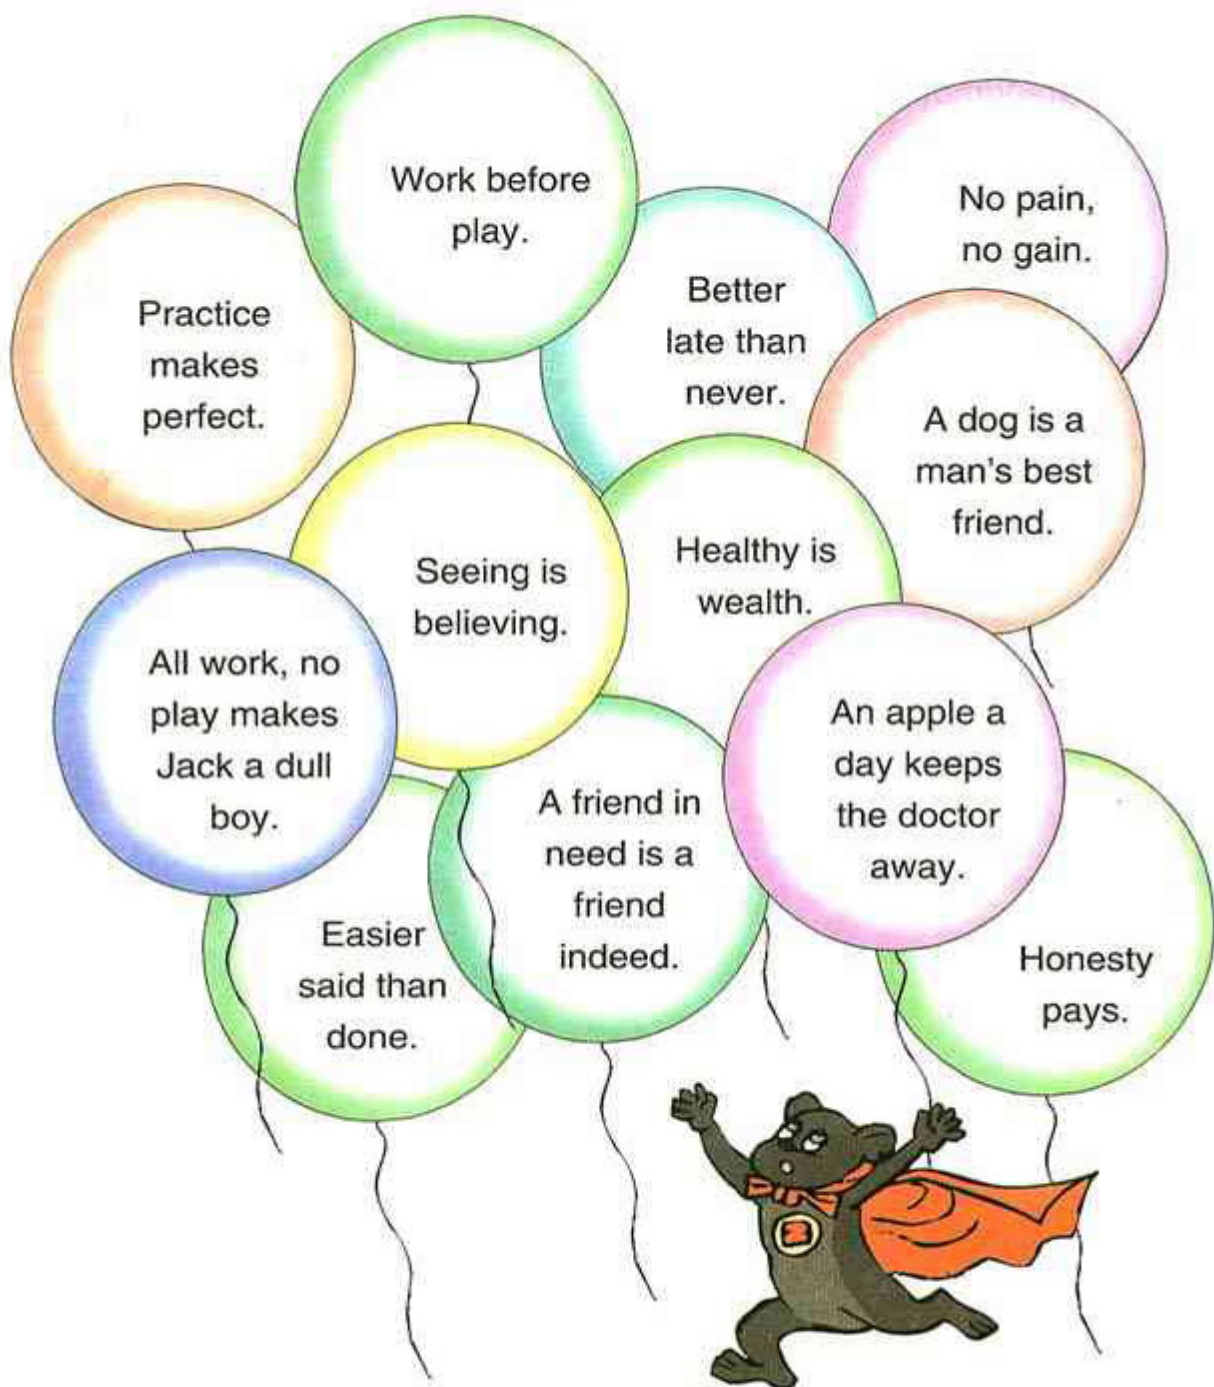 Work before
play.
No pain,
no gain.
Practice
makes
perfect.
Better
late than
never.
A dog is a
man's best
friend.
Seeing is
believing.
Healthy is
wealth.
All work, no
play makes
Jack a dull
boy.
An apple a
day keeps
the doctor
away.
A friend in
need is a
friend
indeed.
Easier
said than
done.
Honesty
pays.